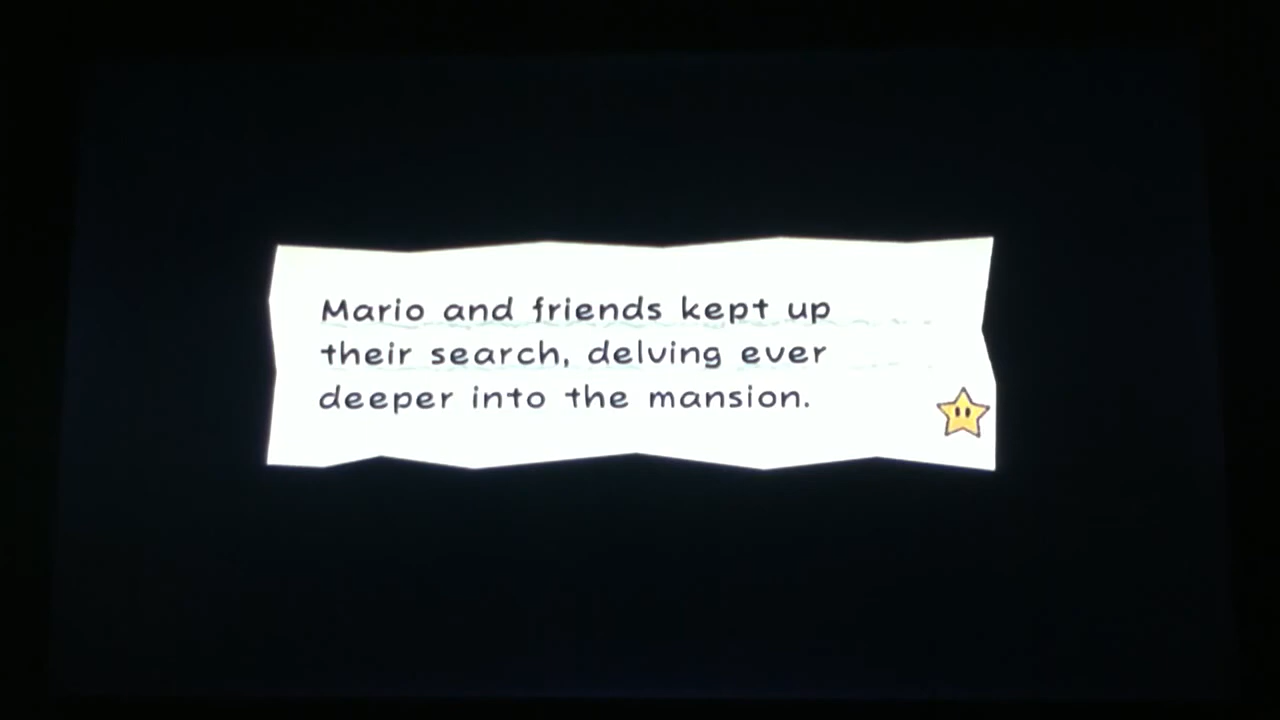 Mario and friends kept up
their search, delving ever
deeper into the mansion.